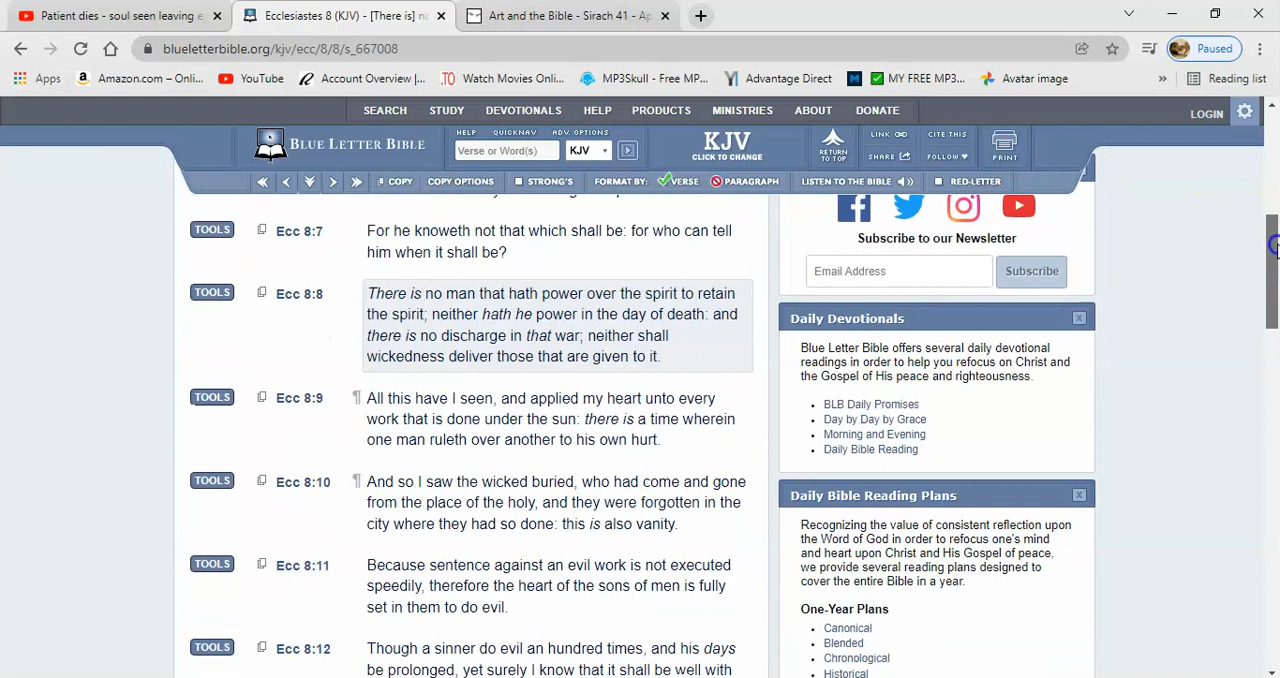 Patient dies - soul seen leaving e
Ecclesiastes 8 (KJV) - [There is] no
Art and the Bible - Sirach 41 - Ap
blueletterbible.org/kjv/ecc/8/8/s_667008
Paused
Apps
Amazon.com – Onli...
YouTube
Account Overview |...
Watch Movies Onli...
MP3Skull - Free MP...
Advantage Direct
MY FREE MP3...
Avatar image
»
Reading list
SEARCH STUDY DEVOTIONALS HELP PRODUCTS MINISTRIES ABOUT DONATE
LOGIN
BLUE LETTER BIBLE
HELP QUICKNAV ADV. OPTIONS
Verse or Word(s)
KJV
KJV
CLICK TO CHANGE
RETURN
TO TOP
LINK
CITE THIS
SHARE
FOLLOW
PRINT
COPY COPY OPTIONS STRONG'S FORMAT BY: VERSE PARAGRAPH LISTEN TO THE BIBLE RED-LETTER
TOOLS Ecc 8:7 For he knoweth not that which shall be: for who can tell
him when it shall be?
TOOLS Ecc 8:8 There is no man that hath power over the spirit to retain
the spirit; neither hath he power in the day of death: and
there is no discharge in that war; neither shall
wickedness deliver those that are given to it.
TOOLS Ecc 8:9 ¶ All this have I seen, and applied my heart unto every
work that is done under the sun: there is a time wherein
one man ruleth over another to his own hurt.
TOOLS Ecc 8:10 ¶ And so I saw the wicked buried, who had come and gone
from the place of the holy, and they were forgotten in the
city where they had so done: this is also vanity.
TOOLS Ecc 8:11 Because sentence against an evil work is not executed
speedily, therefore the heart of the sons of men is fully
set in them to do evil.
TOOLS Ecc 8:12 Though a sinner do evil an hundred times, and his days
be prolonged, yet surely I know that it shall be well with
Subscribe to our Newsletter
Email Address
Subscribe
Daily Devotionals
Blue Letter Bible offers several daily devotional
readings in order to help you refocus on Christ and
the Gospel of His peace and righteousness.
BLB Daily Promises
Day by Day by Grace
Morning and Evening
Daily Bible Reading
Daily Bible Reading Plans
Recognizing the value of consistent reflection upon
the Word of God in order to refocus one's mind
and heart upon Christ and His Gospel of peace,
we provide several reading plans designed to
cover the entire Bible in a year.
One-Year Plans
Canonical
Blended
Chronological
Historical